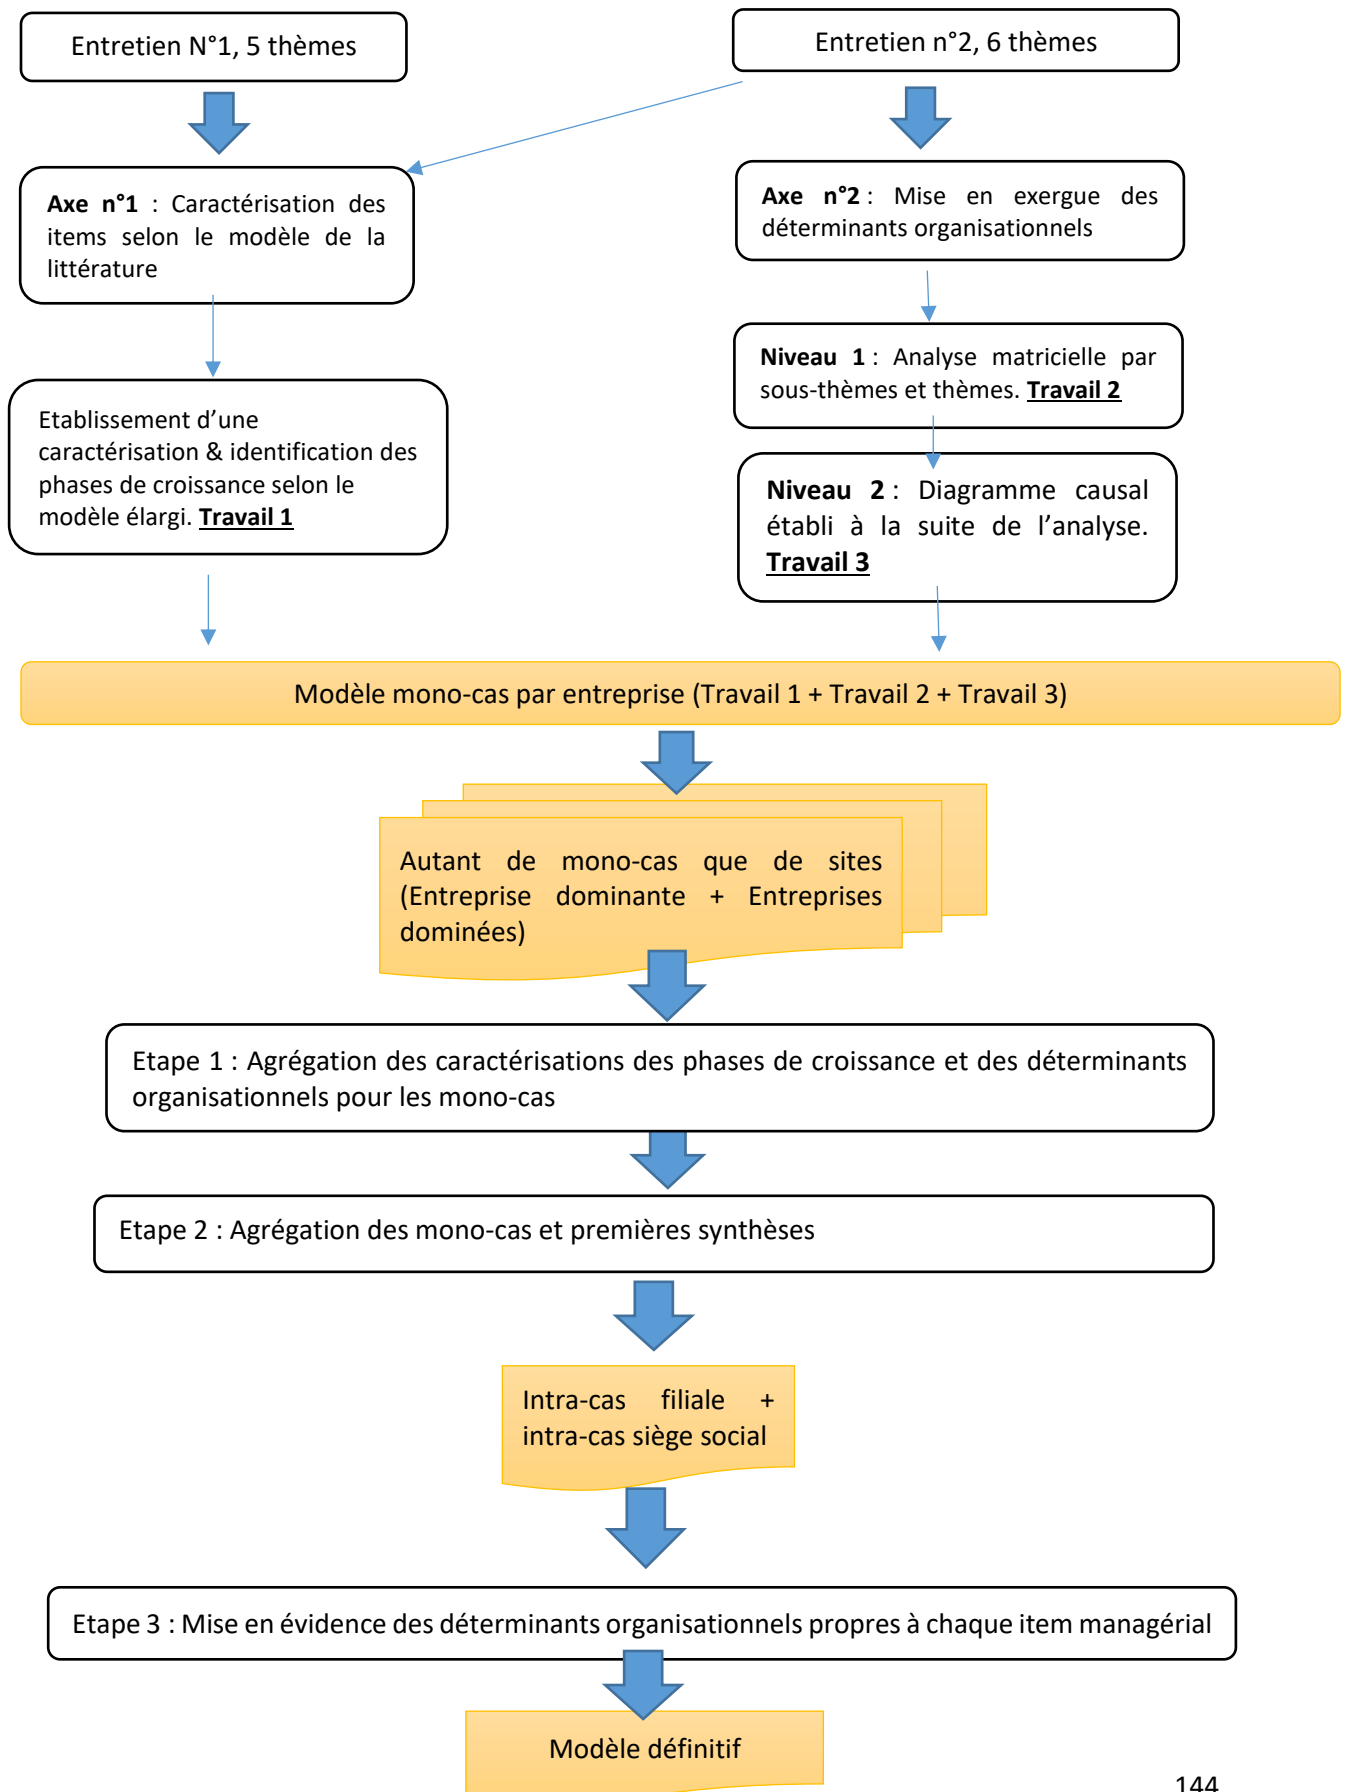 Entretien N°1, 5 thèmes
Entretien n°2, 6 thèmes
Axe n°1 : Caractérisation des
items selon le modèle de la
littérature
Axe n°2 : Mise en exergue des
déterminants organisationnels
Niveau 1 : Analyse matricielle par
sous-thèmes et thèmes. Travail 2
Etablissement d’une
caractérisation & identification des
phases de croissance selon le
modèle élargi. Travail 1
Niveau 2 : Diagramme causal
établi à la suite de l’analyse.
Travail 3
Modèle mono-cas par entreprise (Travail 1 + Travail 2 + Travail 3)
Autant de mono-cas que de sites
(Entreprise dominante + Entreprises
dominées)
Etape 1 : Agrégation des caractérisations des phases de croissance et des déterminants
organisationnels pour les mono-cas
Etape 2 : Agrégation des mono-cas et premières synthèses
Intra-cas filiale +
intra-cas siège social
Etape 3 : Mise en évidence des déterminants organisationnels propres à chaque item managérial
Modèle définitif
144